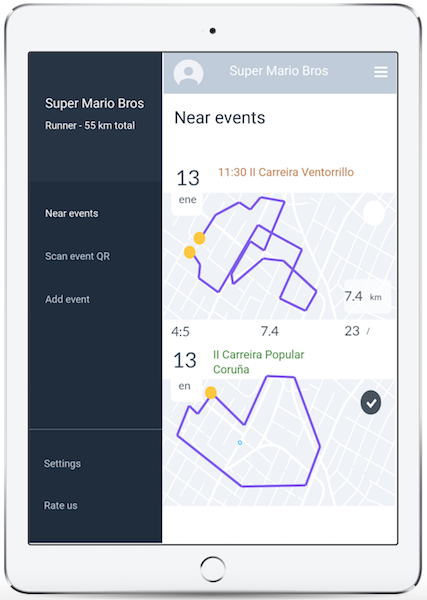 Super Mario Bros
Runner - 55 km total
Near events
Scan event QR
Add event
Settings
Rate us
Super Mario Bros
Near events
13
ene
11:30 II Carreira Ventorrillo
7.4 km
4:5 7.4 23 /
13
en
II Carreira Popular
Coruña